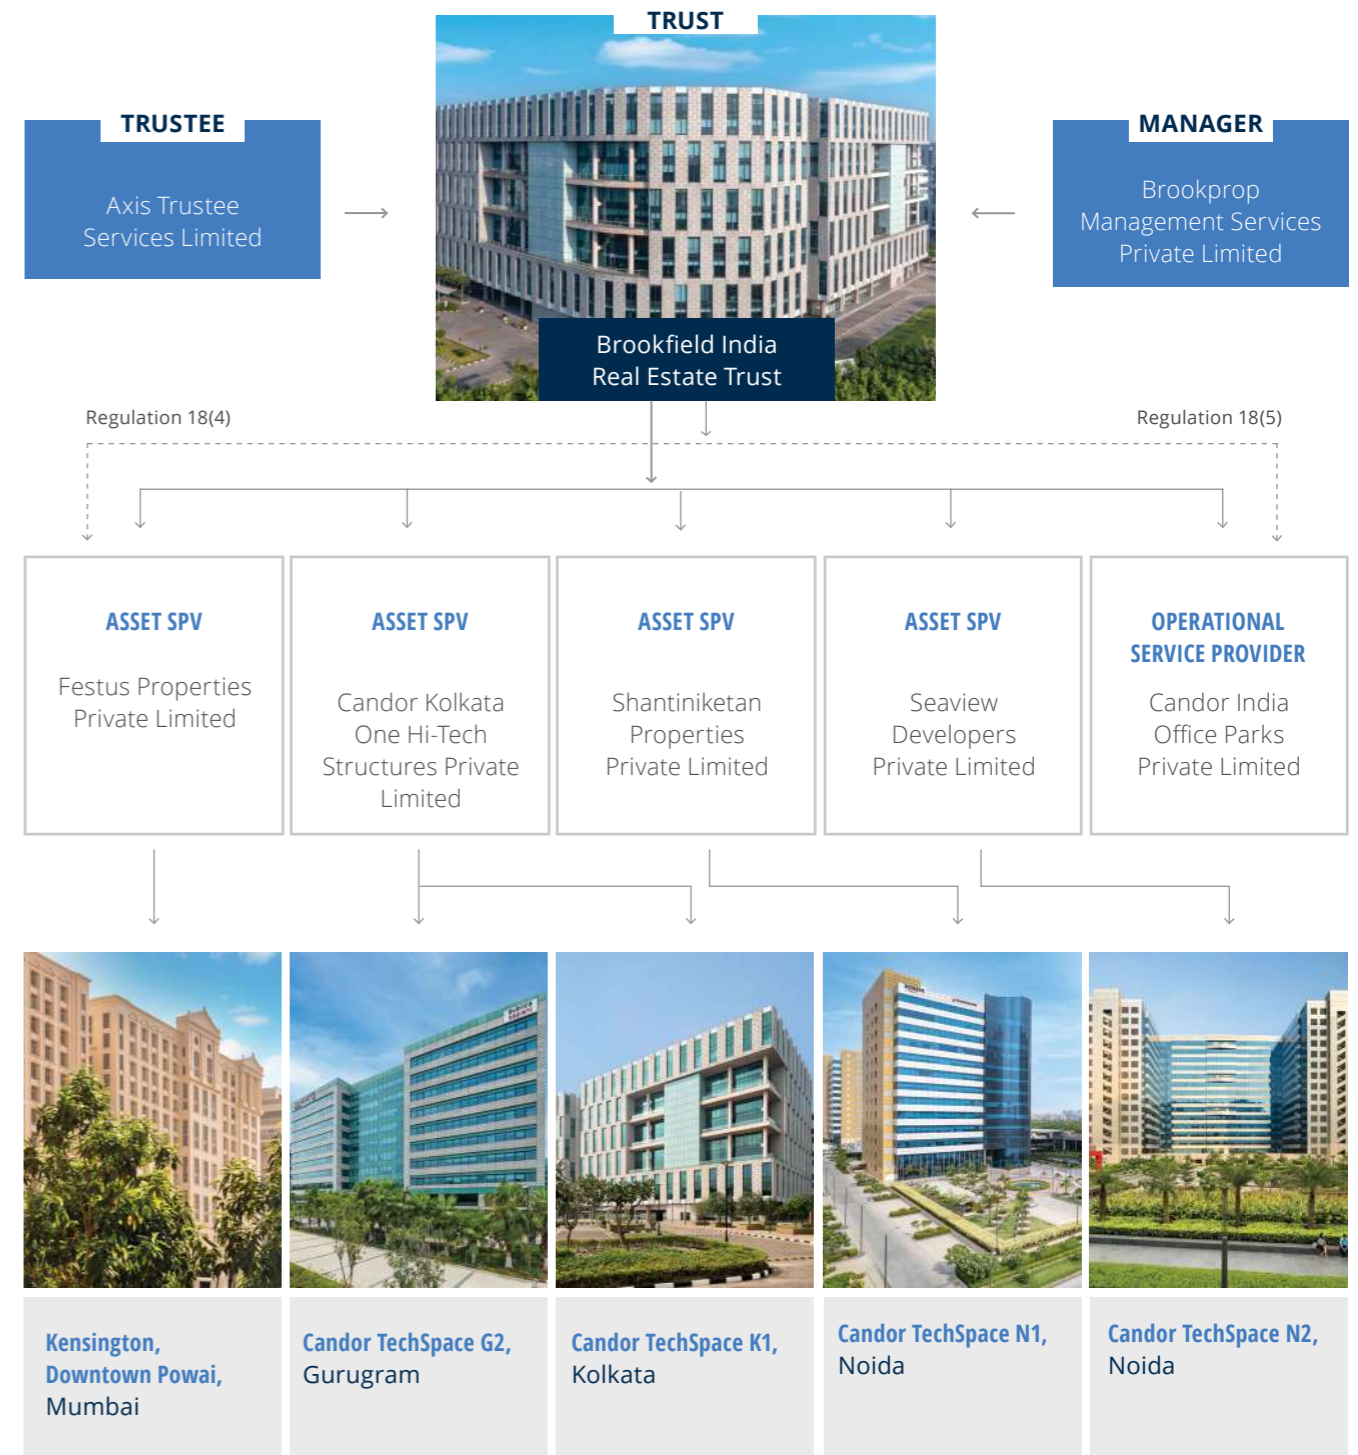 TRUST
TRUSTEE
MANAGER
Axis Trustee
Services Limited
Brookprop
Management Services
Private Limited
Brookfield India
Real Estate Trust
Regulation 18(4)
Regulation 18(5)
ASSET SPV
Festus Properties
Private Limited
ASSET SPV
Candor Kolkata
One Hi-Tech
Structures Private
Limited
ASSET SPV
Shantiniketan
Properties
Private Limited
ASSET SPV
Seaview
Developers
Private Limited
OPERATIONAL
SERVICE PROVIDER
Candor India
Office Parks
Private Limited
Kensington,
Downtown Powai,
Mumbai
Candor TechSpace G2,
Gurugram
Candor TechSpace K1,
Kolkata
Candor TechSpace N1,
Noida
Candor TechSpace N2,
Noida